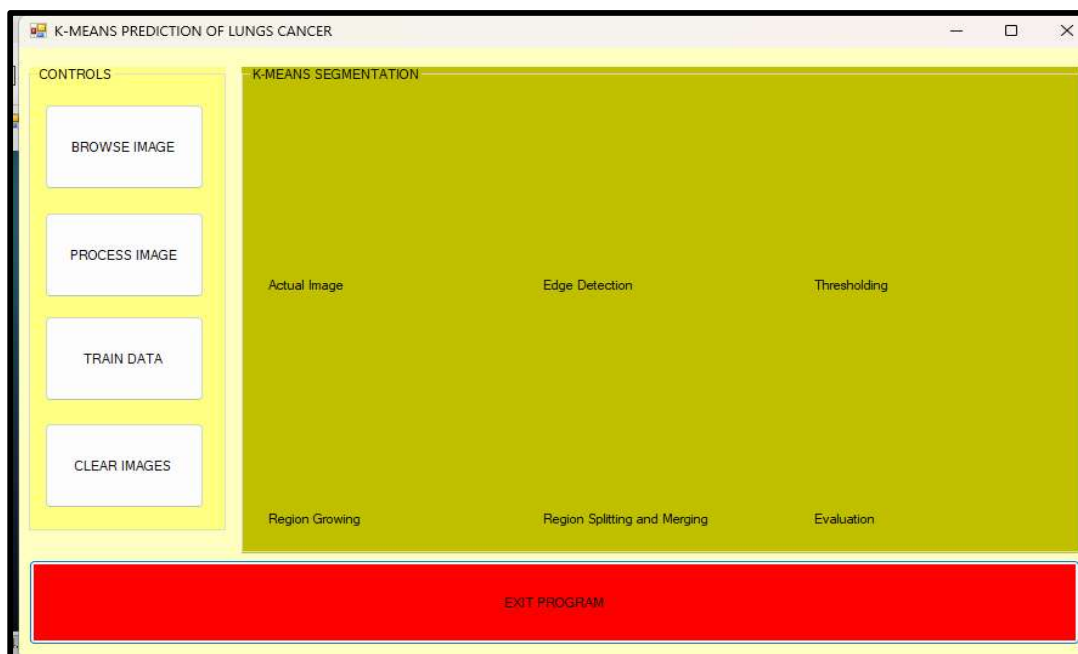 K-MEANS PREDICTION OF LUNGS CANCER
CONTROLS
K-MEANS SEGMENTATION
BROWSE IMAGE
PROCESS IMAGE
Actual Image
Edge Detection
Thresholding
TRAIN DATA
CLEAR IMAGES
Region Growing
Region Splitting and Merging
Evaluation
EXIT PROGRAM